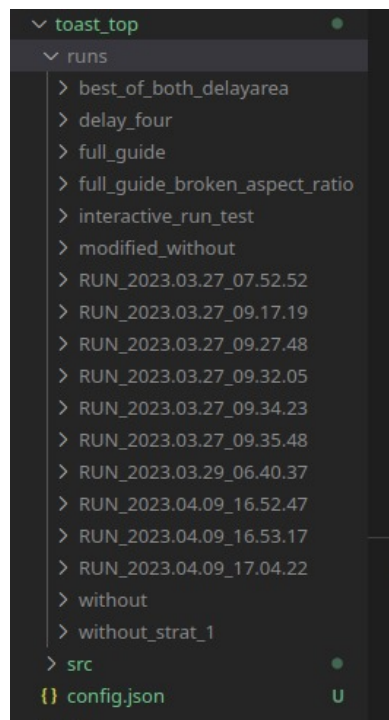 toast_top
runs
best_of_both_delayarea
delay_four
full_guide
full_guide_broken_aspect_ratio
interactive_run_test
modified_without
RUN_2023.03.27_07.52.52
RUN_2023.03.27_09.17.19
RUN_2023.03.27_09.27.48
RUN_2023.03.27_09.32.05
RUN_2023.03.27_09.34.23
RUN_2023.03.27_09.35.48
RUN_2023.03.29_06.40.37
RUN_2023.04.09_16.52.47
RUN_2023.04.09_16.53.17
RUN_2023.04.09_17.04.22
without
without_strat_1
src
{} config.json U